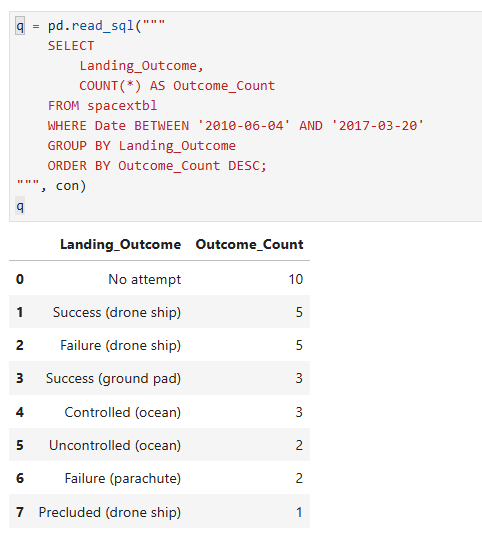 q = pd.read_sql("""
    SELECT
        Landing_Outcome,
        COUNT(*) AS Outcome_Count
    FROM spacextbl
    WHERE Date BETWEEN '2010-06-04' AND '2017-03-20'
    GROUP BY Landing_Outcome
    ORDER BY Outcome_Count DESC;
""", con)
q
Landing_Outcome Outcome_Count
0 No attempt 10
1 Success (drone ship) 5
2 Failure (drone ship) 5
3 Success (ground pad) 3
4 Controlled (ocean) 3
5 Uncontrolled (ocean) 2
6 Failure (parachute) 2
7 Precluded (drone ship) 1